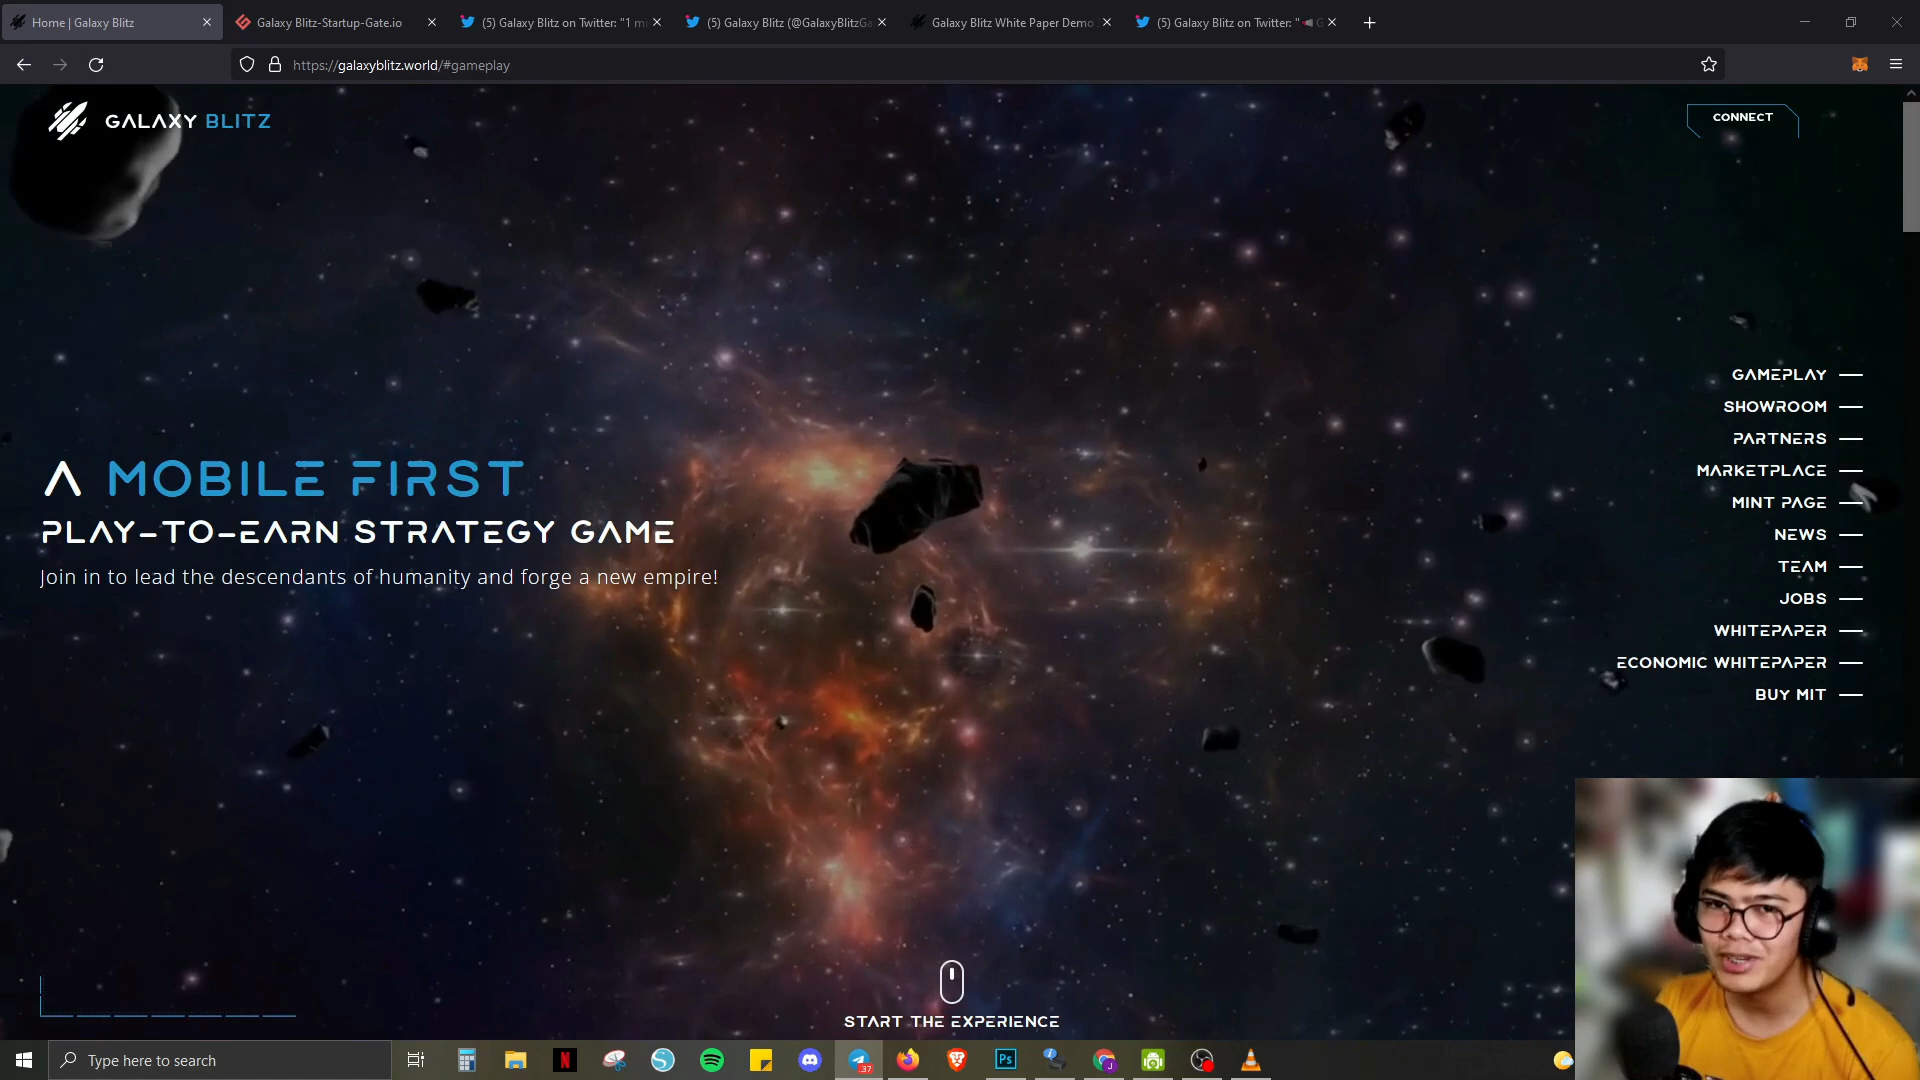 Home | Galaxy Blitz
Galaxy Blitz-Startup-Gate.io
(5) Galaxy Blitz on Twitter: "1 mi
(5) Galaxy Blitz (@GalaxyBlitzGa
Galaxy Blitz White Paper Demo
(5) Galaxy Blitz on Twitter: "
https://galaxyblitz.world/#gameplay
GALAXY BLITZ
CONNECT
GAMEPLAY
SHOWROOM
PARTNERS
MARKETPLACE
MINT PAGE
NEWS
TEAM
JOBS
WHITEPAPER
ECONOMIC WHITEPAPER
BUY MIT
A MOBILE FIRST
PLAY-TO-EARN STRATEGY GAME
Join in to lead the descendants of humanity and forge a new empire!
START THE EXPERIENCE
Type here to search
N
Ps
37
J